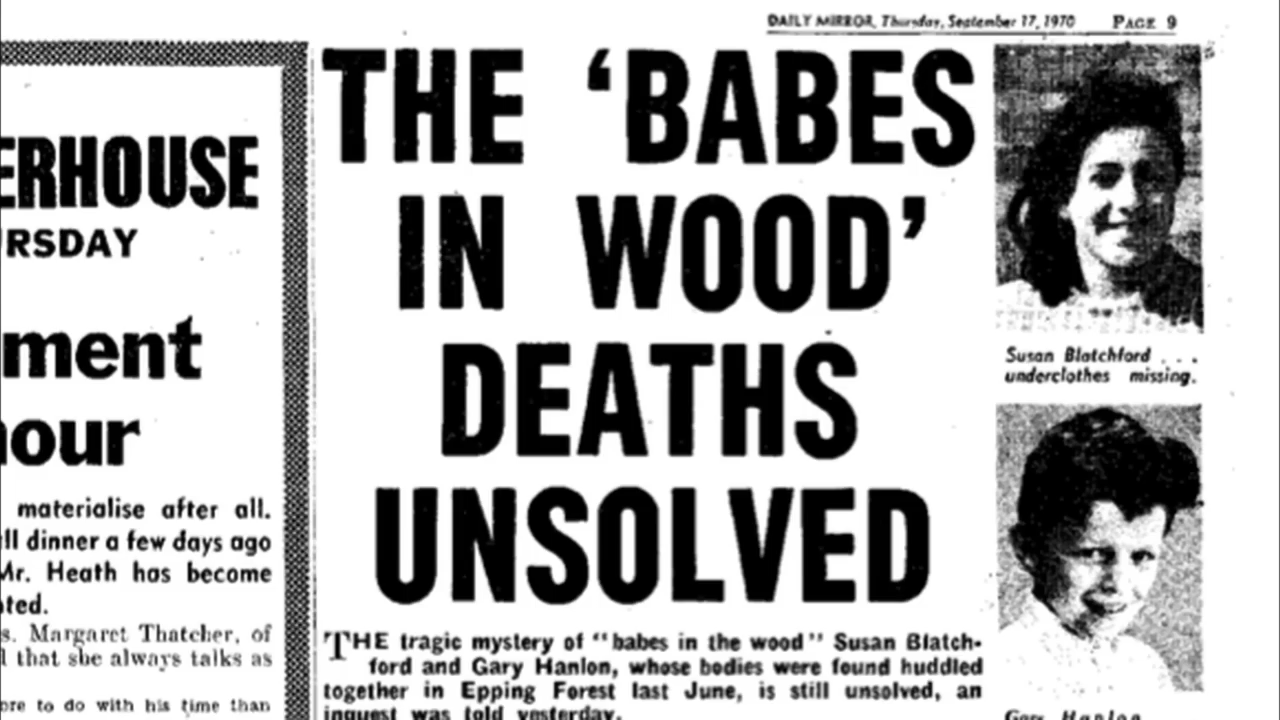 DAILY MIRROR, Thursday, September 17, 1970 PAGE 9
ERHOUSE
RSDAY
ment
our
materialise after all.
ll dinner a few days ago
Mr. Heath has become
ted.
s. Margaret Thatcher, of
l that she always talks as
ore to do with his time than
THE ‘BABES
IN WOOD’
DEATHS
UNSOLVED
THE tragic mystery of "babes in the wood" Susan Blatch-
ford and Gary Hanlon, whose bodies were found huddled
together in Epping Forest last June, is still unsolved, an
inquest was told yesterday.
Susan Blatchford . . .
underclothes missing.
Gary Hanlon